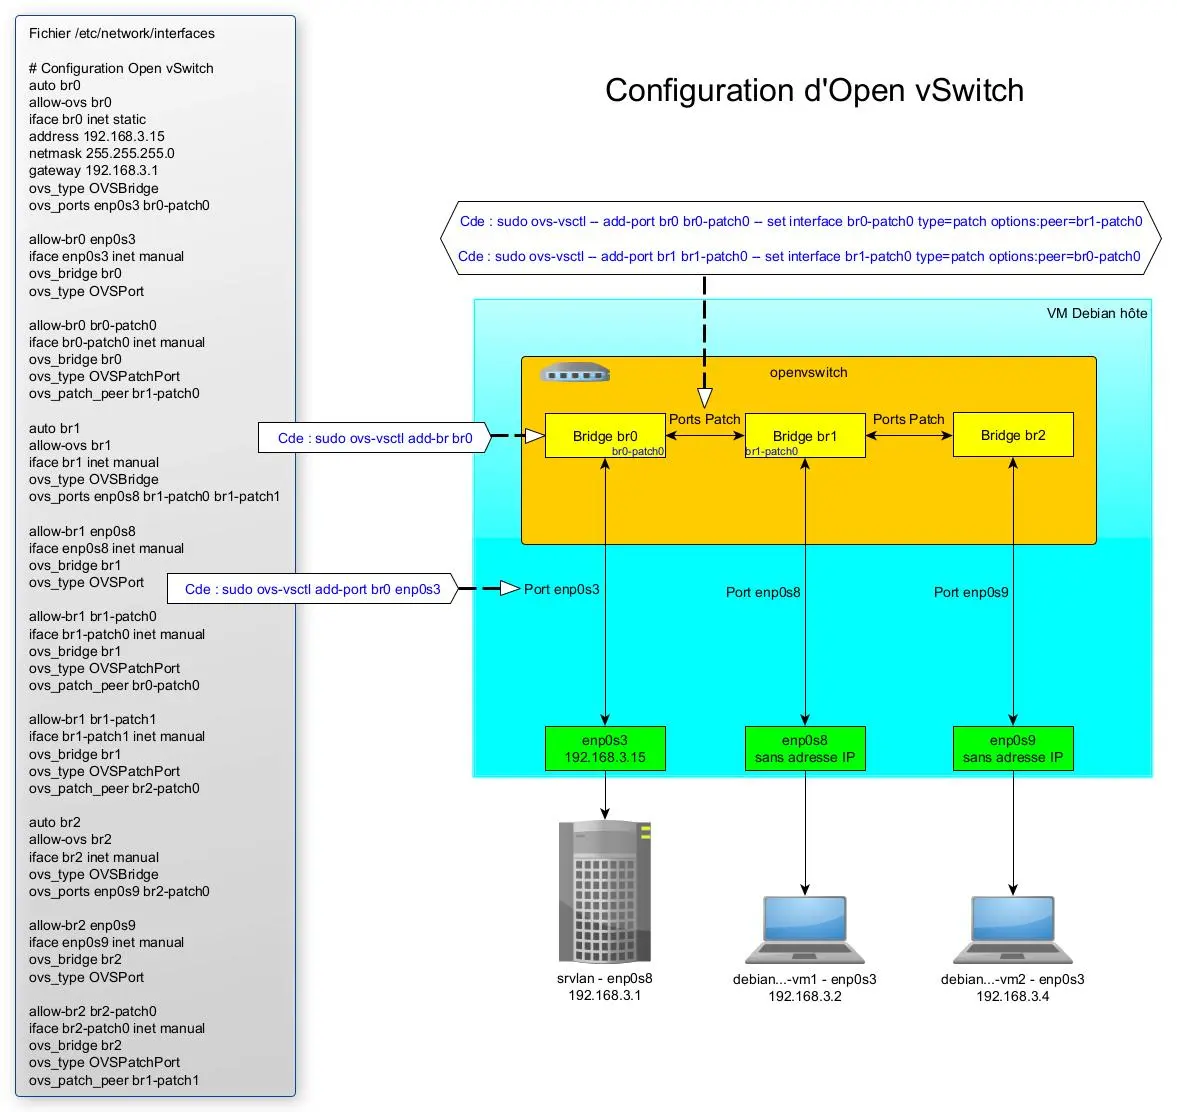 Fichier /etc/network/interfaces
# Configuration Open vSwitch
auto br0
allow-ovs br0
iface br0 inet static
address 192.168.3.15
netmask 255.255.255.0
gateway 192.168.3.1
ovs_type OVSBridge
ovs_ports enp0s3 br0-patch0
allow-br0 enp0s3
iface enp0s3 inet manual
ovs_bridge br0
ovs_type OVSPort
allow-br0 br0-patch0
iface br0-patch0 inet manual
ovs_bridge br0
ovs_type OVSPatchPort
ovs_patch_peer br1-patch0
auto br1
allow-ovs br1
iface br1 inet manual
ovs_type OVSBridge
ovs_ports enp0s8 br1-patch0 br1-patch1
allow-br1 enp0s8
iface enp0s8 inet manual
ovs_bridge br1
ovs_type OVSPort
allow-br1 br1-patch0
iface br1-patch0 inet manual
ovs_bridge br1
ovs_type OVSPatchPort
ovs_patch_peer br0-patch0
allow-br1 br1-patch1
iface br1-patch1 inet manual
ovs_bridge br1
ovs_type OVSPatchPort
ovs_patch_peer br2-patch0
auto br2
allow-ovs br2
iface br2 inet manual
ovs_type OVSBridge
ovs_ports enp0s9 br2-patch0
allow-br2 enp0s9
iface enp0s9 inet manual
ovs_bridge br2
ovs_type OVSPort
allow-br2 br2-patch0
iface br2-patch0 inet manual
ovs_bridge br2
ovs_type OVSPatchPort
ovs_patch_peer br1-patch1
Configuration d'Open vSwitch
Cde : sudo ovs-vsctl -- add-port br0 br0-patch0 -- set interface br0-patch0 type=patch options:peer=br1-patch0
Cde : sudo ovs-vsctl -- add-port br1 br1-patch0 -- set interface br1-patch0 type=patch options:peer=br0-patch0
VM Debian hôte
openvswitch
Cde : sudo ovs-vsctl add-br br0
Bridge br0
br0-patch0
Ports Patch
Bridge br1
br1-patch0
Ports Patch
Bridge br2
Cde : sudo ovs-vsctl add-port br0 enp0s3
Port enp0s3
Port enp0s8
Port enp0s9
enp0s3
192.168.3.15
enp0s8
sans adresse IP
enp0s9
sans adresse IP
srvlan - enp0s8
192.168.3.1
debian...-vm1 - enp0s3
192.168.3.2
debian...-vm2 - enp0s3
192.168.3.4